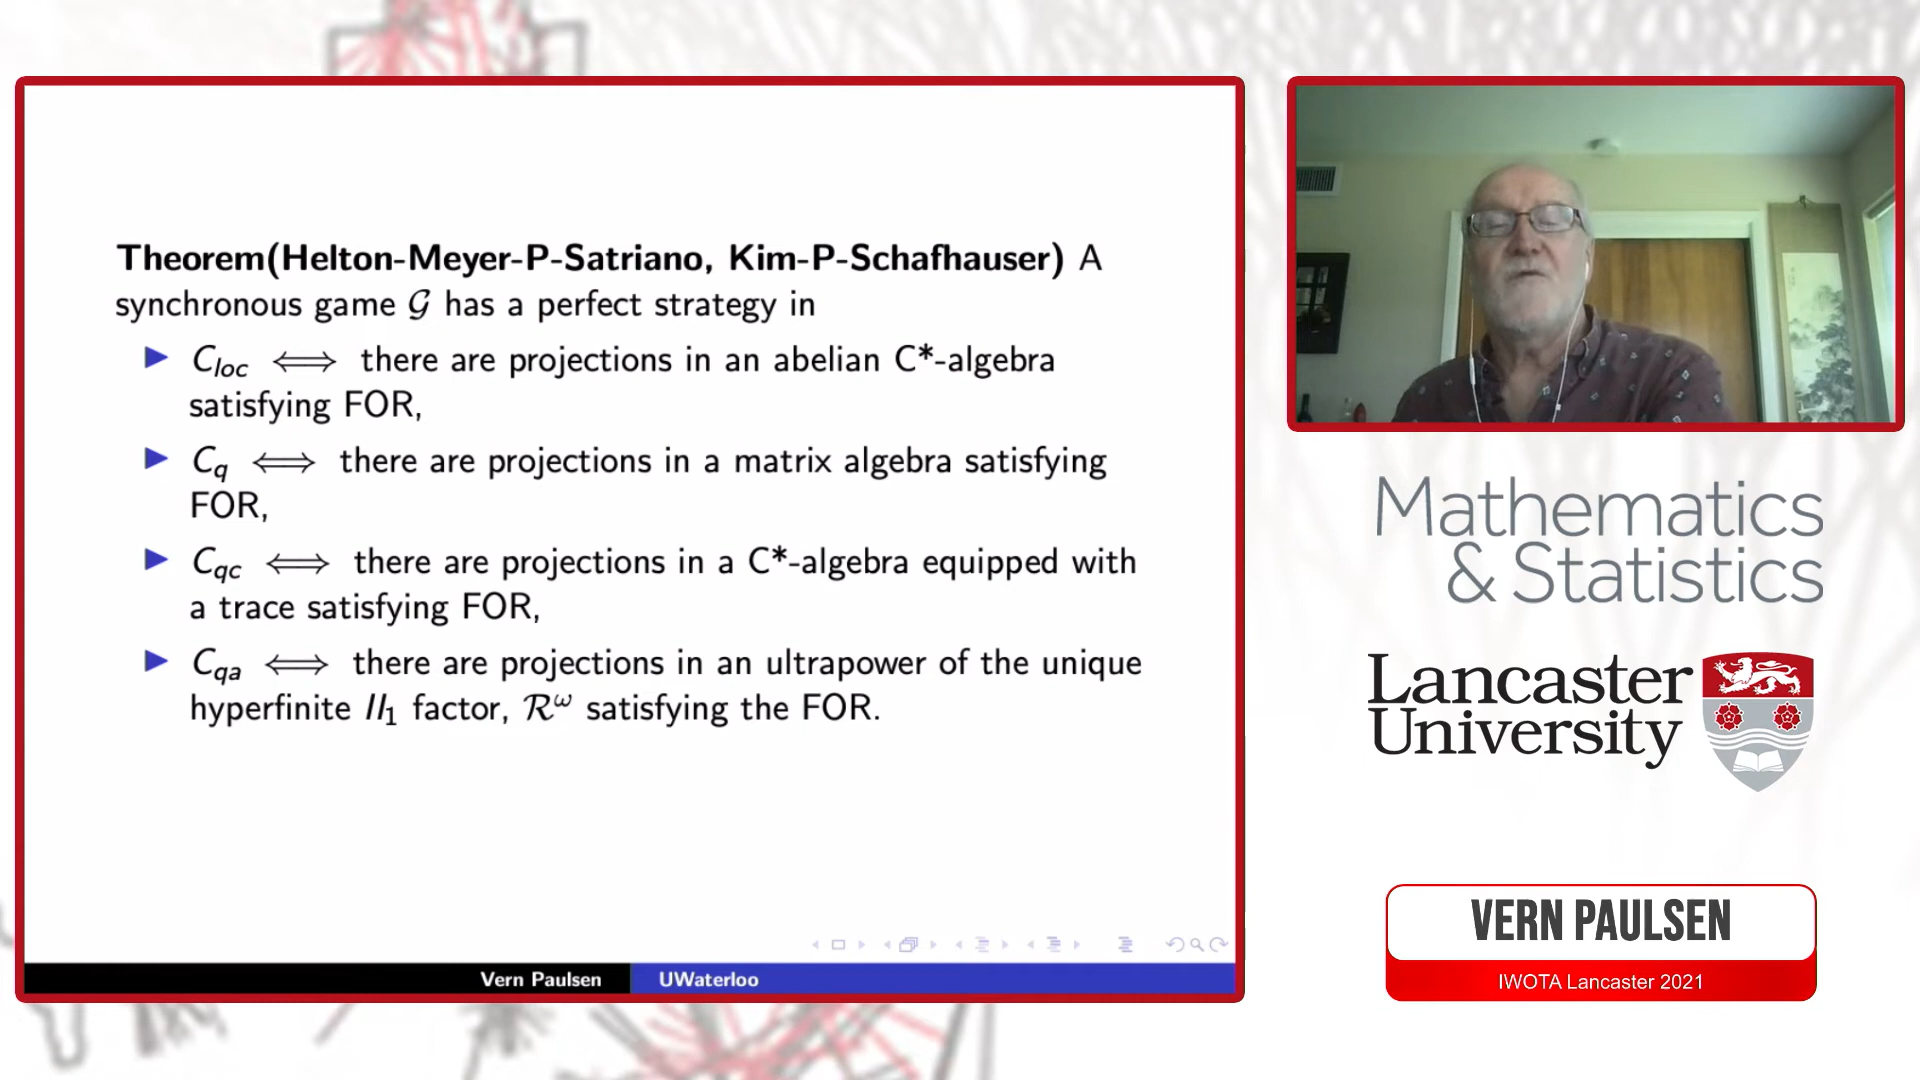 Theorem(Helton-Meyer-P-Satriano, Kim-P-Schafhauser) A
synchronous game 𝒢 has a perfect strategy in
▶ C_loc ⟺ there are projections in an abelian C*-algebra
satisfying FOR,
▶ C_q ⟺ there are projections in a matrix algebra satisfying
FOR,
▶ C_qc ⟺ there are projections in a C*-algebra equipped with
a trace satisfying FOR,
▶ C_qa ⟺ there are projections in an ultrapower of the unique
hyperfinite II₁ factor, ℛ^ω satisfying the FOR.
Vern Paulsen UWaterloo
Mathematics
& Statistics
Lancaster
University
VERN PAULSEN
IWOTA Lancaster 2021